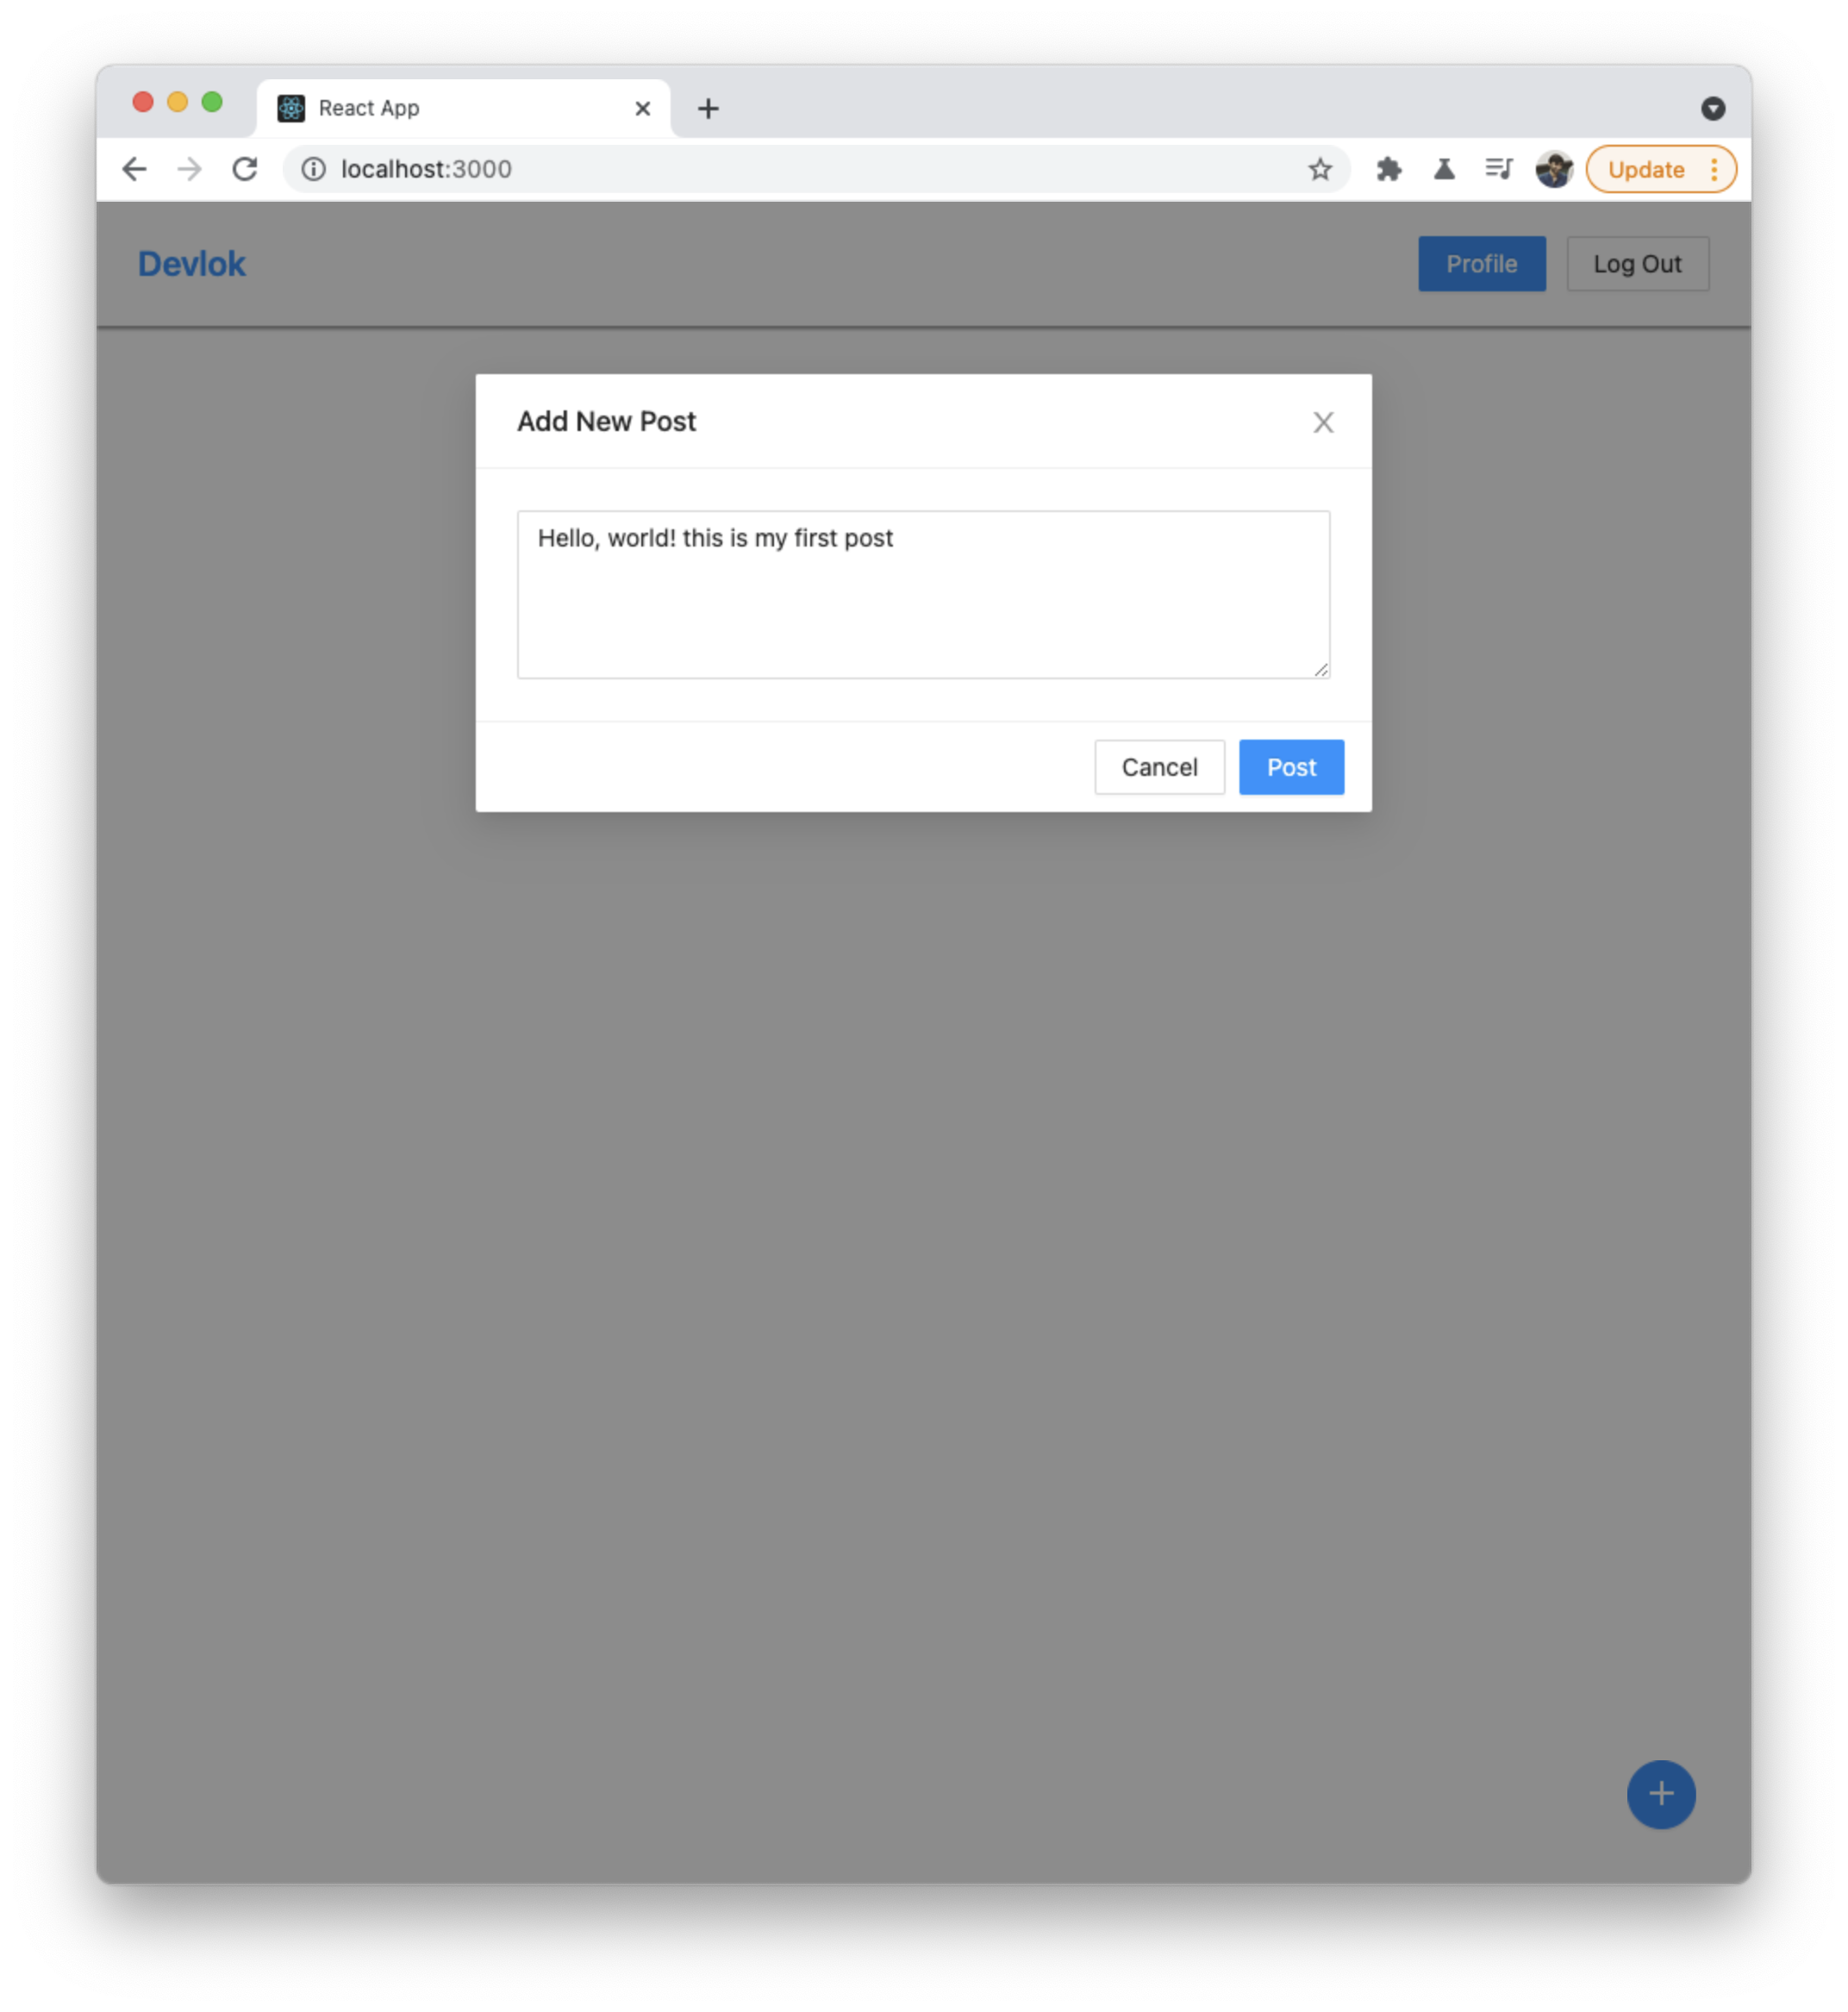 React App
localhost:3000
Update
Devlok
Profile
Log Out
Add New Post
Hello, world! this is my first post
Cancel
Post